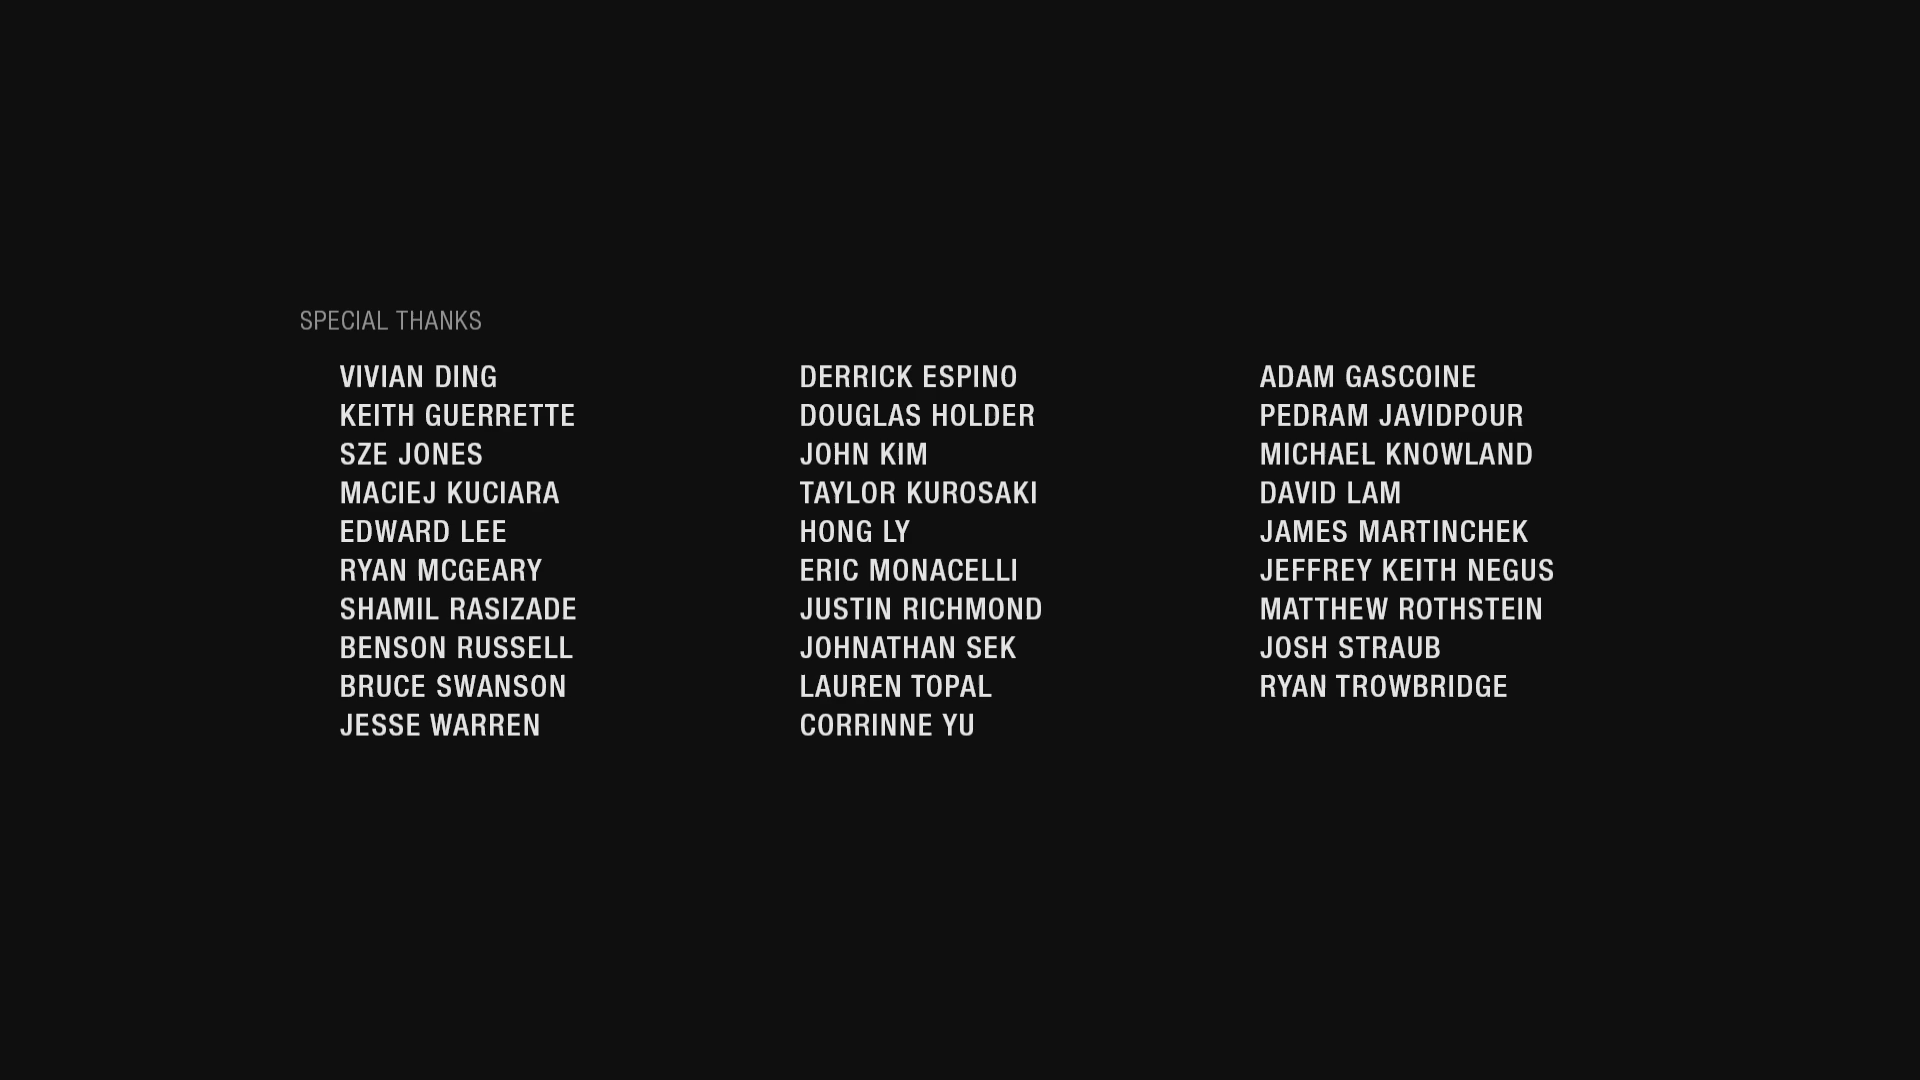 SPECIAL THANKS
VIVIAN DING
KEITH GUERRETTE
SZE JONES
MACIEJ KUCIARA
EDWARD LEE
RYAN MCGEARY
SHAMIL RASIZADE
BENSON RUSSELL
BRUCE SWANSON
JESSE WARREN
DERRICK ESPINO
DOUGLAS HOLDER
JOHN KIM
TAYLOR KUROSAKI
HONG LY
ERIC MONACELLI
JUSTIN RICHMOND
JOHNATHAN SEK
LAUREN TOPAL
CORRINNE YU
ADAM GASCOINE
PEDRAM JAVIDPOUR
MICHAEL KNOWLAND
DAVID LAM
JAMES MARTINCHEK
JEFFREY KEITH NEGUS
MATTHEW ROTHSTEIN
JOSH STRAUB
RYAN TROWBRIDGE